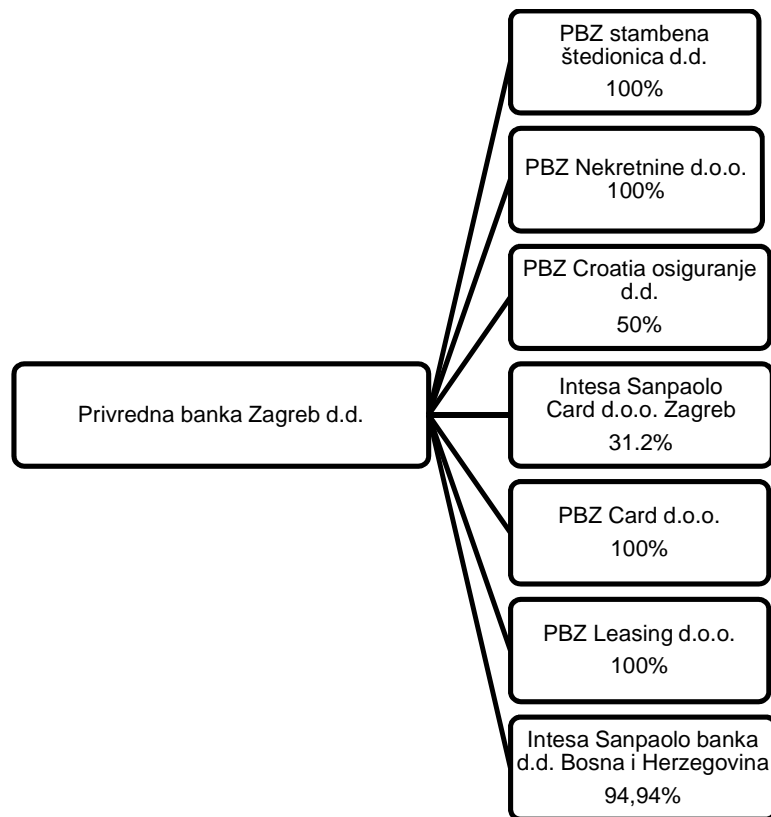 PBZ stambena
štedionica d.d.
100%
PBZ Nekretnine d.o.o.
100%
PBZ Croatia osiguranje
d.d.
50%
Privredna banka Zagreb d.d.
Intesa Sanpaolo
Card d.o.o. Zagreb
31.2%
PBZ Card d.o.o.
100%
PBZ Leasing d.o.o.
100%
Intesa Sanpaolo banka
d.d. Bosna i Herzegovina
94,94%